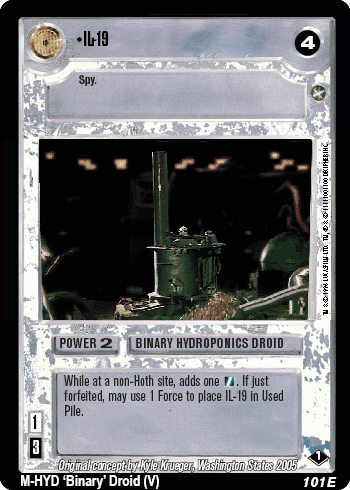 •IL-19
4
Spy.
POWER 2
BINARY HYDROPONICS DROID
While at a non-Hoth site, adds one
. If just
forfeited, may use 1 Force to place IL-19 in Used
Pile.
1
3
1
Original concept by Kyle Krueger, Washington States 2005
M-HYD 'Binary' Droid (V)
101E